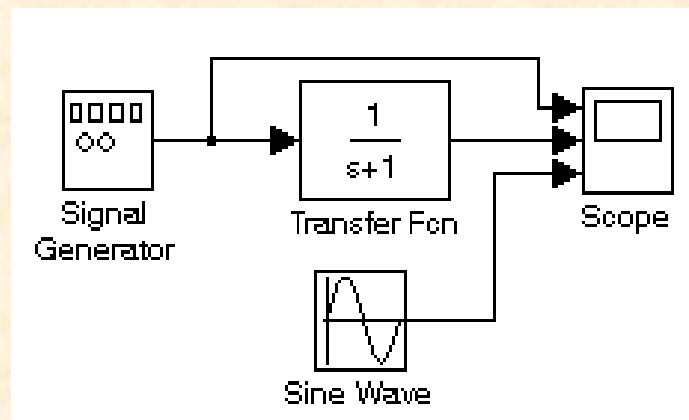 1
s+1
Signal
Generator
Transfer Fcn
Scope
Sine Wave